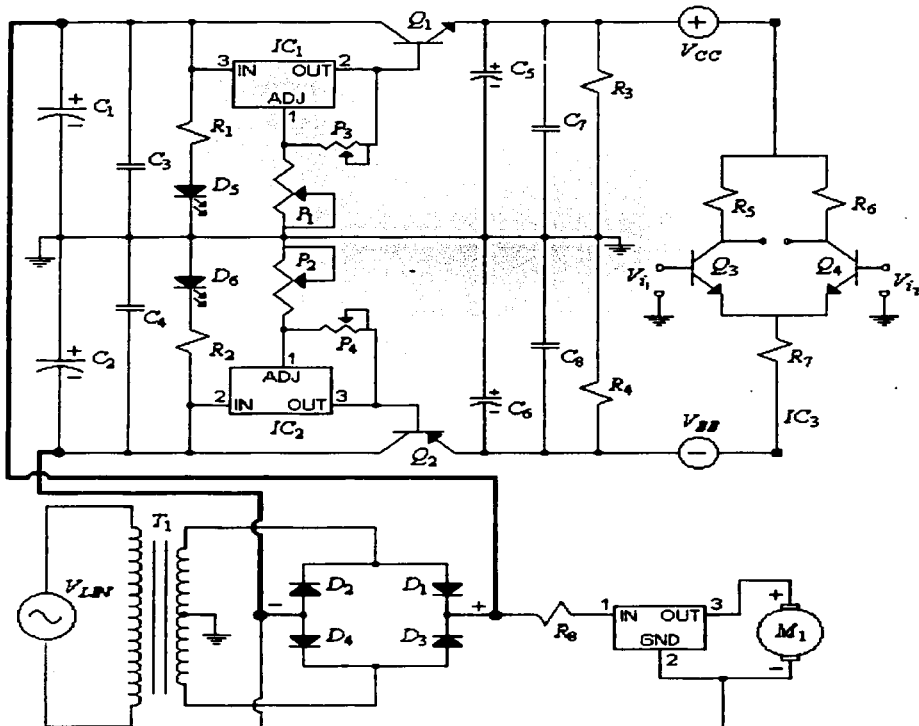 Q1
IC1
3 IN OUT 2
ADJ
1
+
C1
−
R1
C3
D5
P3
P1
+
−
C5
C7
R3
+
VCC
R5
R6
Q3
Q4
Vi1
Vi2
P2
D6
C4
R2
P4
+
C2
−
1
ADJ
2 IN OUT 3
IC2
Q2
+
−
C6
C8
R4
R7
IC3
VEE
−
T1
VLIN
D2
D1
−
+
D4
D3
R8
1 IN OUT 3
GND
2
+
M1
−